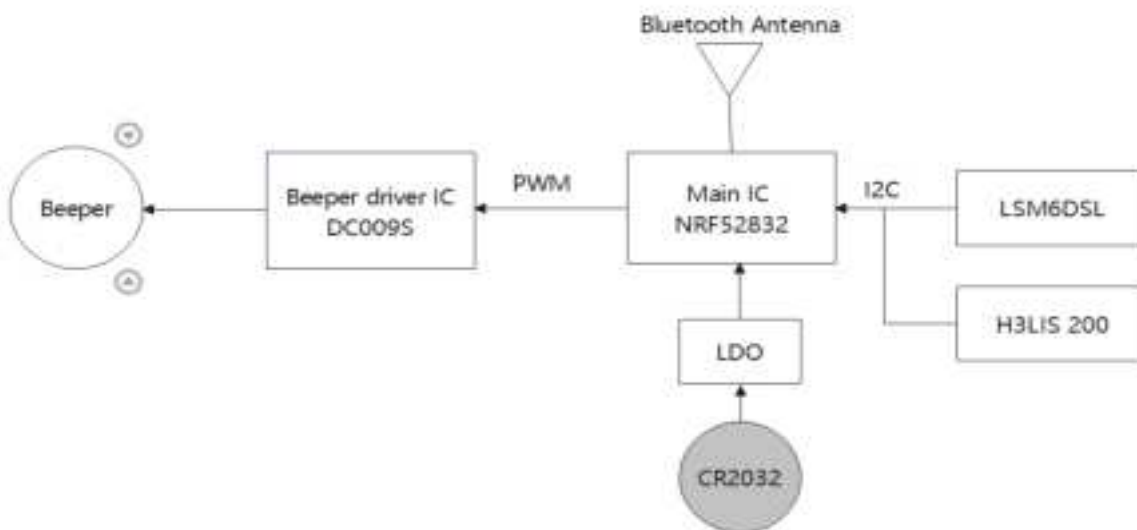 Bluetooth Antenna
Beeper
Beeper driver IC
DC009S
PWM
Main IC
NRF52832
I2C
LSM6DSL
H3LIS 200
LDO
CR2032